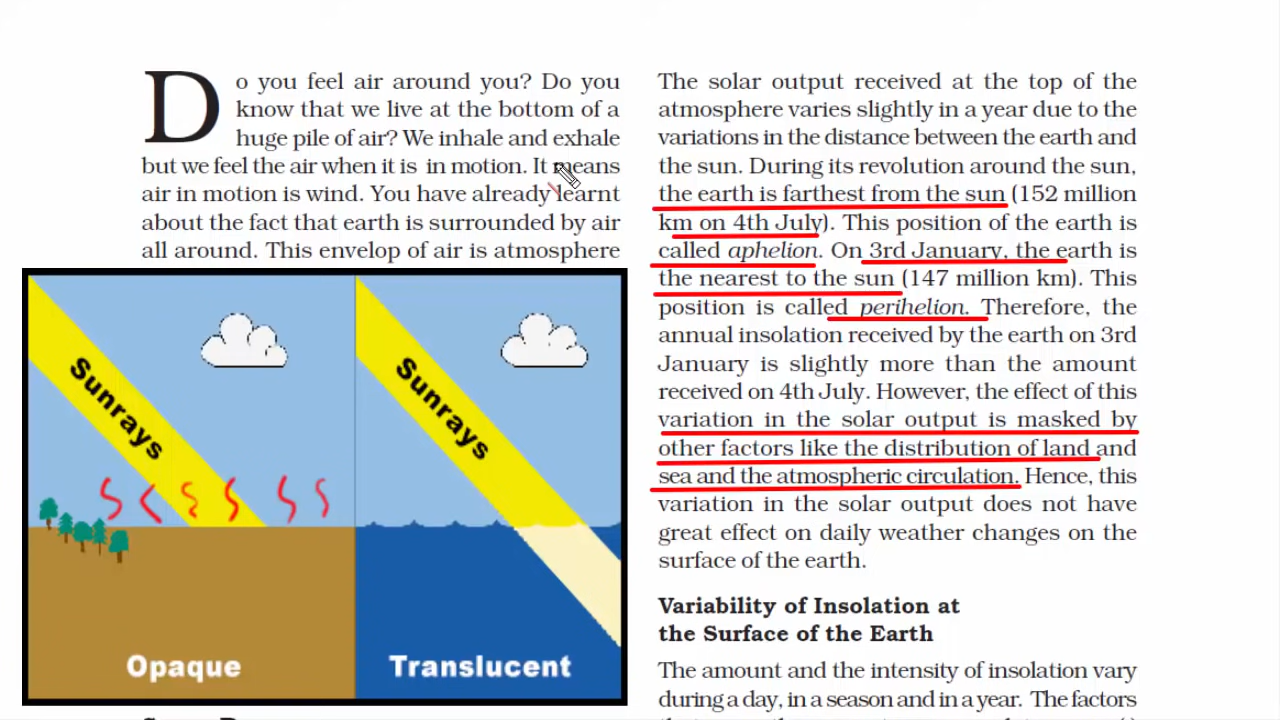 Do you feel air around you? Do you
know that we live at the bottom of a
huge pile of air? We inhale and exhale
but we feel the air when it is in motion. It means
air in motion is wind. You have already learnt
about the fact that earth is surrounded by air
all around. This envelop of air is atmosphere
Sunrays
Opaque
Sunrays
Translucent
The solar output received at the top of the
atmosphere varies slightly in a year due to the
variations in the distance between the earth and
the sun. During its revolution around the sun,
the earth is farthest from the sun (152 million
km on 4th July). This position of the earth is
called aphelion. On 3rd January, the earth is
the nearest to the sun (147 million km). This
position is called perihelion. Therefore, the
annual insolation received by the earth on 3rd
January is slightly more than the amount
received on 4th July. However, the effect of this
variation in the solar output is masked by
other factors like the distribution of land and
sea and the atmospheric circulation. Hence, this
variation in the solar output does not have
great effect on daily weather changes on the
surface of the earth.
Variability of Insolation at
the Surface of the Earth
The amount and the intensity of insolation vary
during a day, in a season and in a year. The factors